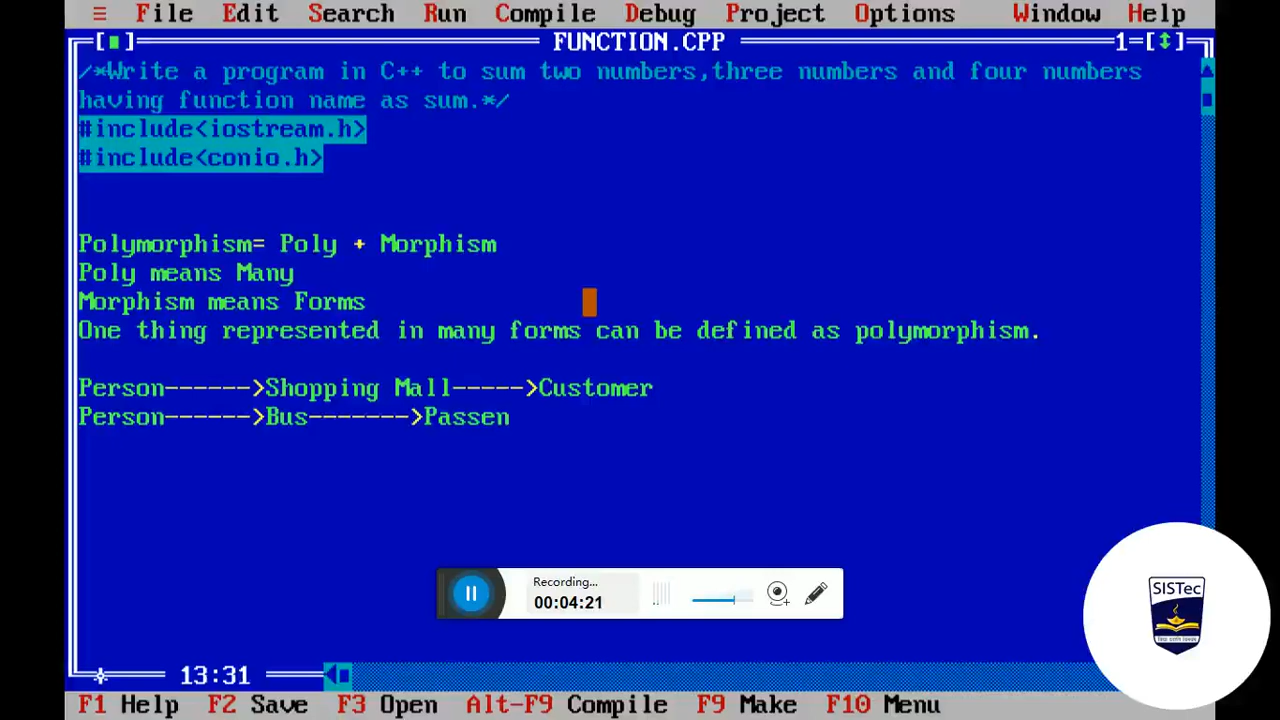 ≡ File Edit Search Run Compile Debug Project Options Window Help
FUNCTION.CPP 1
/*Write a program in C++ to sum two numbers,three numbers and four numbers
having function name as sum.*/
#include<iostream.h>
#include<conio.h>
Polymorphism= Poly + Morphism
Poly means Many
Morphism means Forms
One thing represented in many forms can be defined as polymorphism.
Person------>Shopping Mall----->Customer
Person------>Bus------->Passen
Recording...
00:04:21
SISTec
13:31
F1 Help F2 Save F3 Open Alt-F9 Compile F9 Make F10 Menu